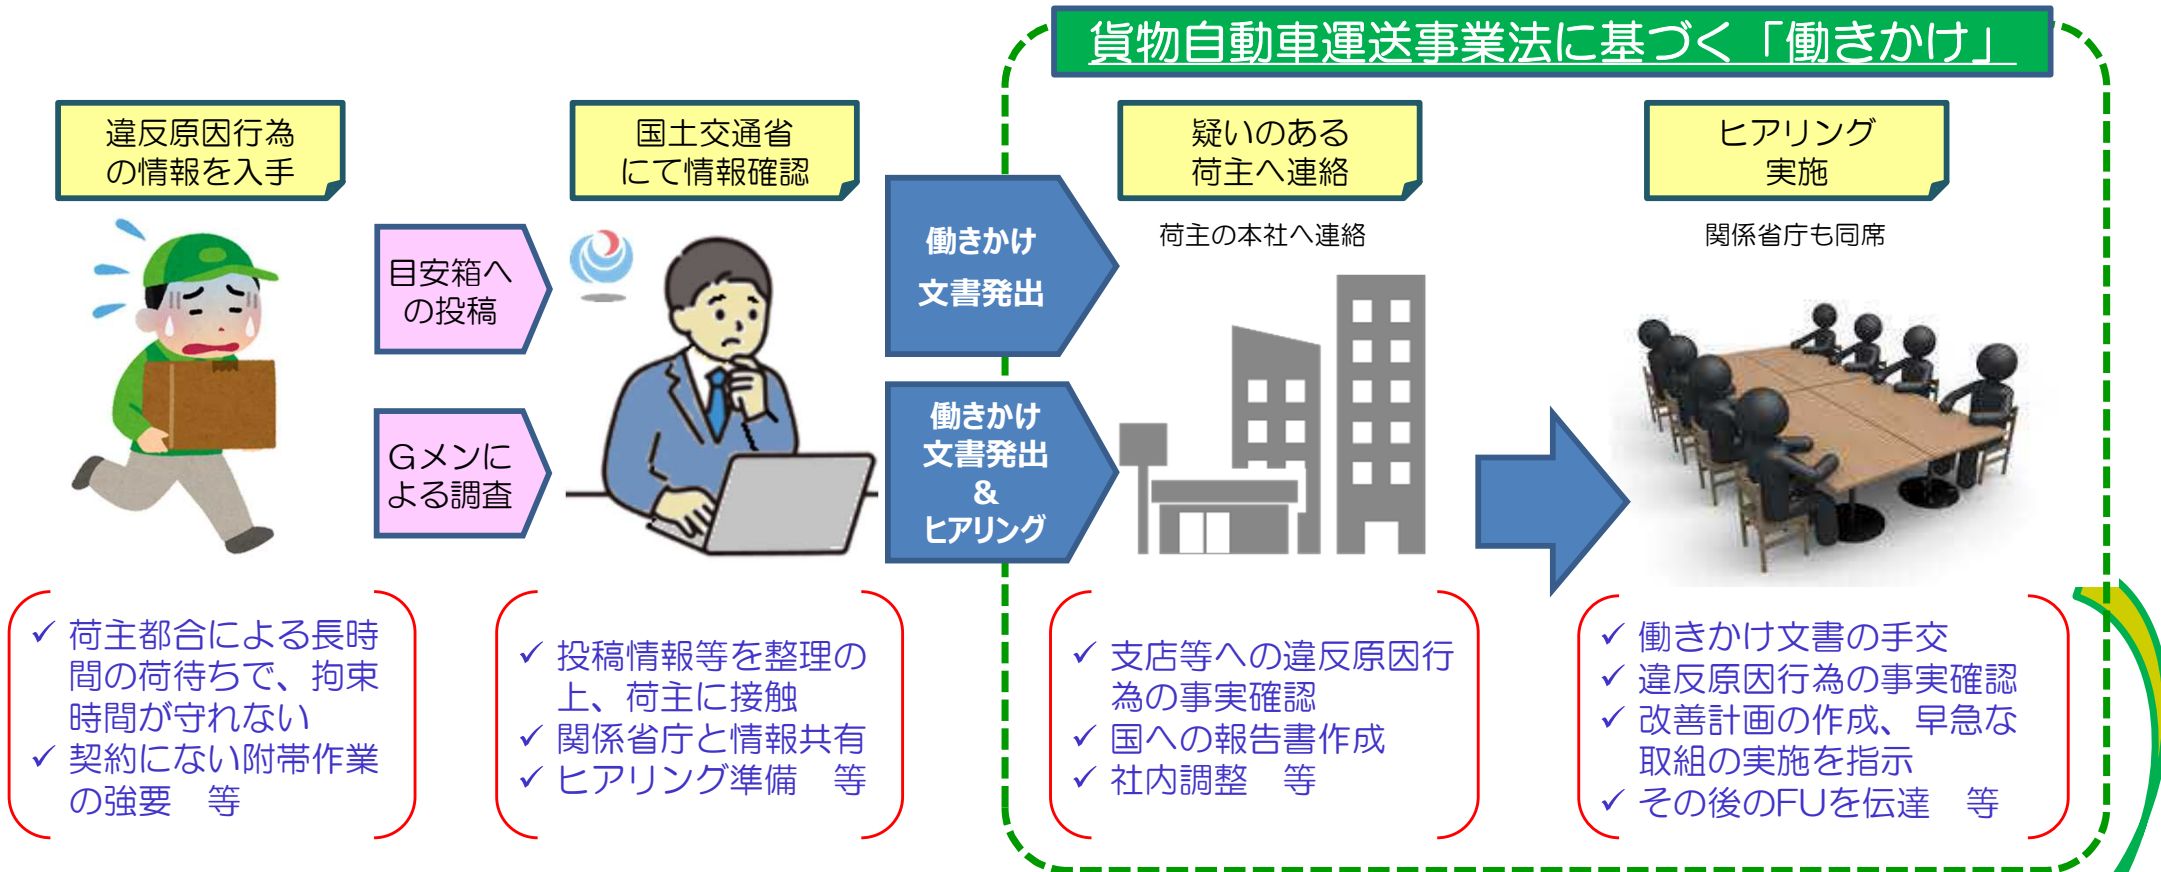 貨物自動車運送事業法に基づく「働きかけ」
違反原因行為
の情報を入手
国土交通省
にて情報確認
疑いのある
荷主へ連絡
ヒアリング
実施
目安箱へ
の投稿
Gメンに
よる調査
働きかけ
文書発出
働きかけ
文書発出
&
ヒアリング
荷主の本社へ連絡
関係省庁も同席
✓ 荷主都合による長時
間の荷待ちで、拘束
時間が守れない
✓ 契約にない附帯作業
の強要　等
✓ 投稿情報等を整理の
上、荷主に接触
✓ 関係省庁と情報共有
✓ ヒアリング準備　等
✓ 支店等への違反原因行
為の事実確認
✓ 国への報告書作成
✓ 社内調整　等
✓ 働きかけ文書の手交
✓ 違反原因行為の事実確認
✓ 改善計画の作成、早急な
取組の実施を指示
✓ その後のFUを伝達　等